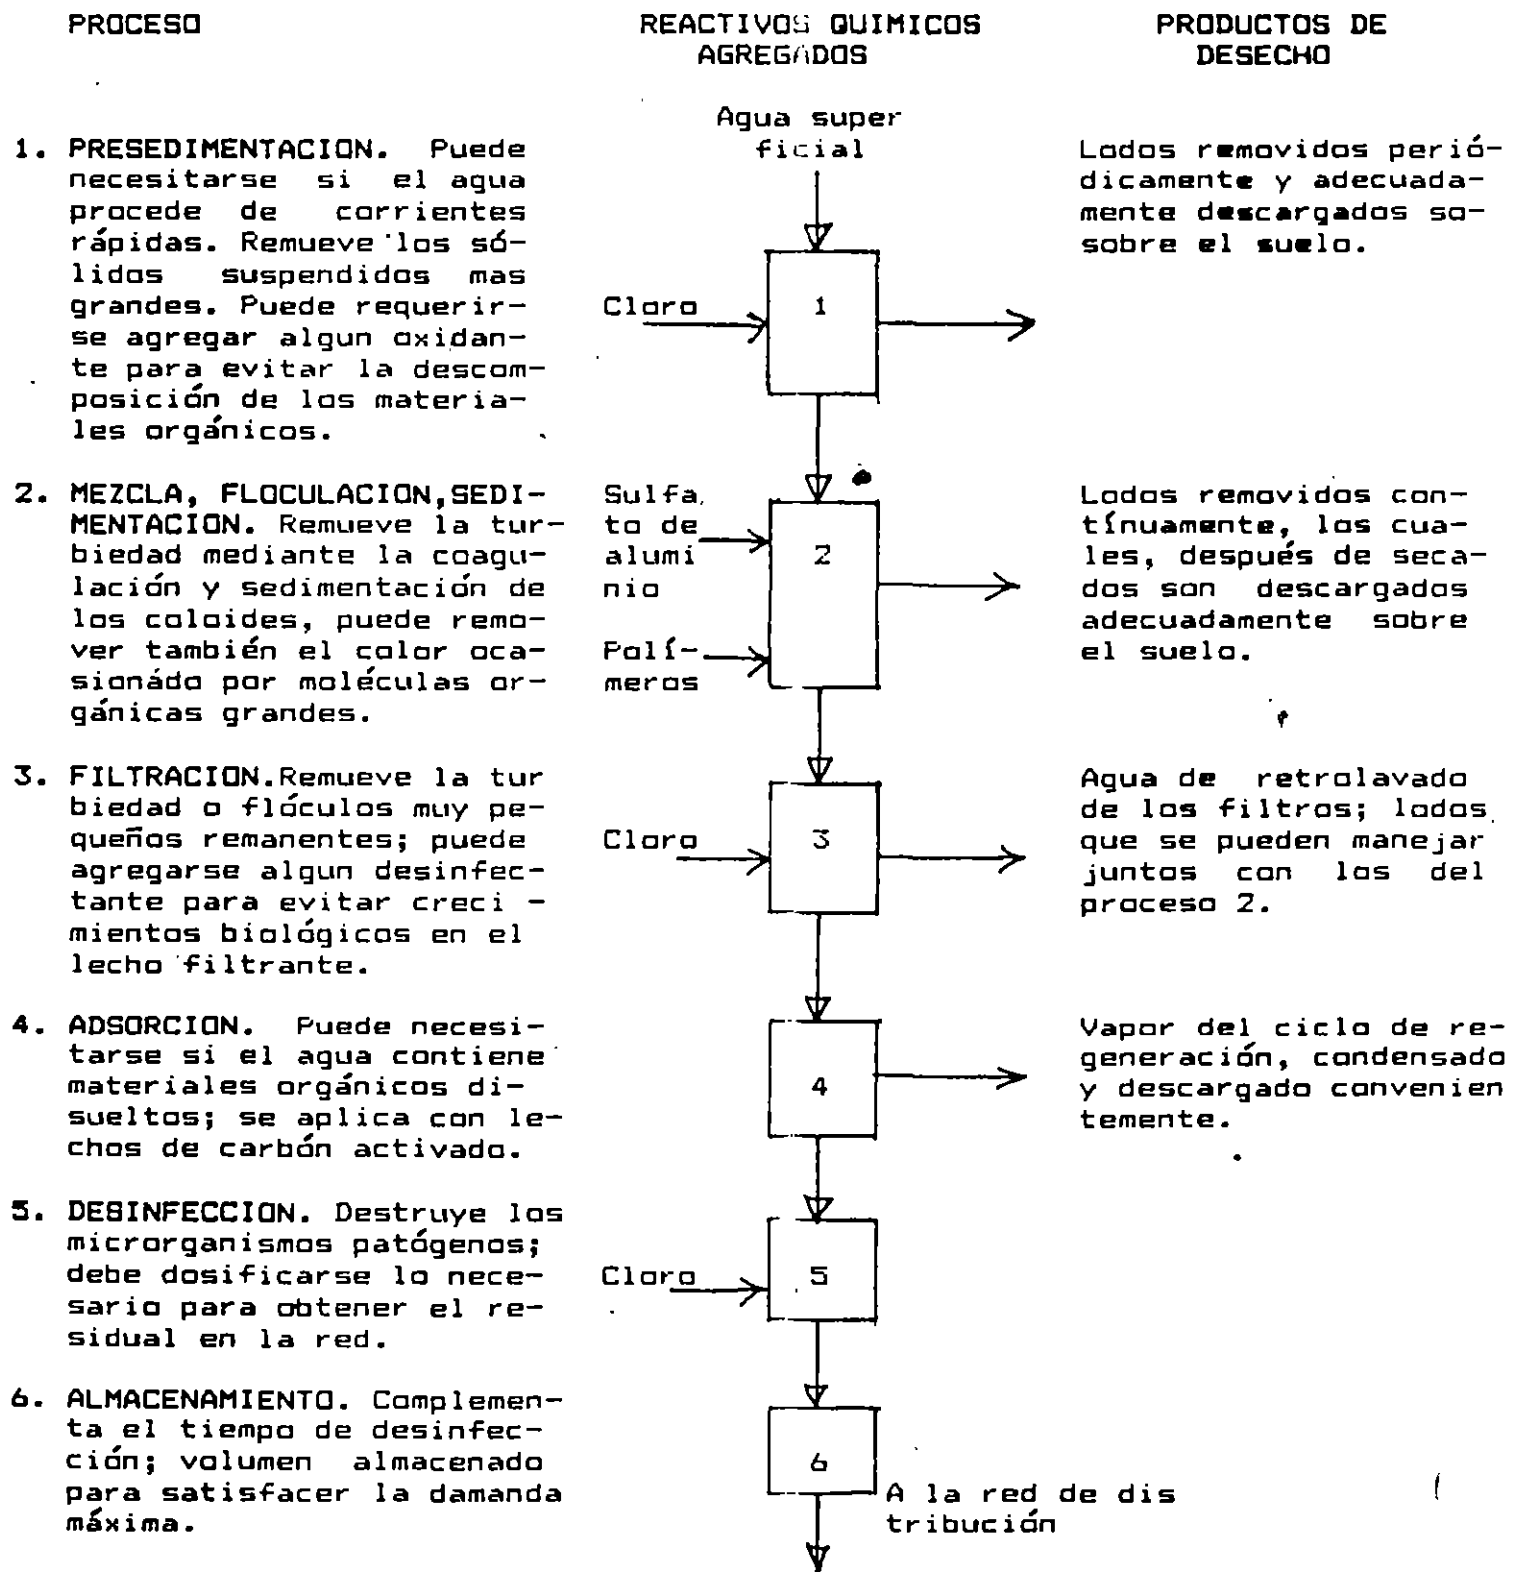 PROCESO
REACTIVOS QUIMICOS
AGREGADOS
PRODUCTOS DE
DESECHO
Agua super
ficial
1. PRESEDIMENTACION. Puede
necesitarse si el agua
procede de corrientes
rápidas. Remueve los só-
lidos suspendidos mas
grandes. Puede requerir-
se agregar algun oxidan-
te para evitar la descom-
posición de los materia-
les orgánicos.
Cloro
1
Lodos removidos perió-
dicamente y adecuada-
mente descargados so-
sobre el suelo.
2. MEZCLA, FLOCULACION,SEDI-
MENTACION. Remueve la tur-
biedad mediante la coagu-
lación y sedimentación de
los coloides, puede remo-
ver también el color oca-
sionádo por moléculas or-
gánicas grandes.
Sulfa
to de
alumi
nio
Polí-
meros
2
Lodos removidos con-
tínuamente, los cua-
les, después de seca-
dos son descargados
adecuadamente sobre
el suelo.
3. FILTRACION.Remueve la tur
biedad o flóculos muy pe-
queños remanentes; puede
agregarse algun desinfec-
tante para evitar creci -
mientos biológicos en el
lecho filtrante.
Cloro
3
Agua de retrolavado
de los filtros; lodos
que se pueden manejar
juntos con los del
proceso 2.
4. ADSORCION. Puede necesi-
tarse si el agua contiene
materiales orgánicos di-
sueltos; se aplica con le-
chos de carbón activado.
4
Vapor del ciclo de re-
generación, condensado
y descargado convenien
temente.
5. DESINFECCION. Destruye los
microrganismos patógenos;
debe dosificarse lo nece-
sario para obtener el re-
sidual en la red.
Cloro
5
6. ALMACENAMIENTO. Complemen-
ta el tiempo de desinfec-
ción; volumen almacenado
para satisfacer la damanda
máxima.
6
A la red de dis
tribución